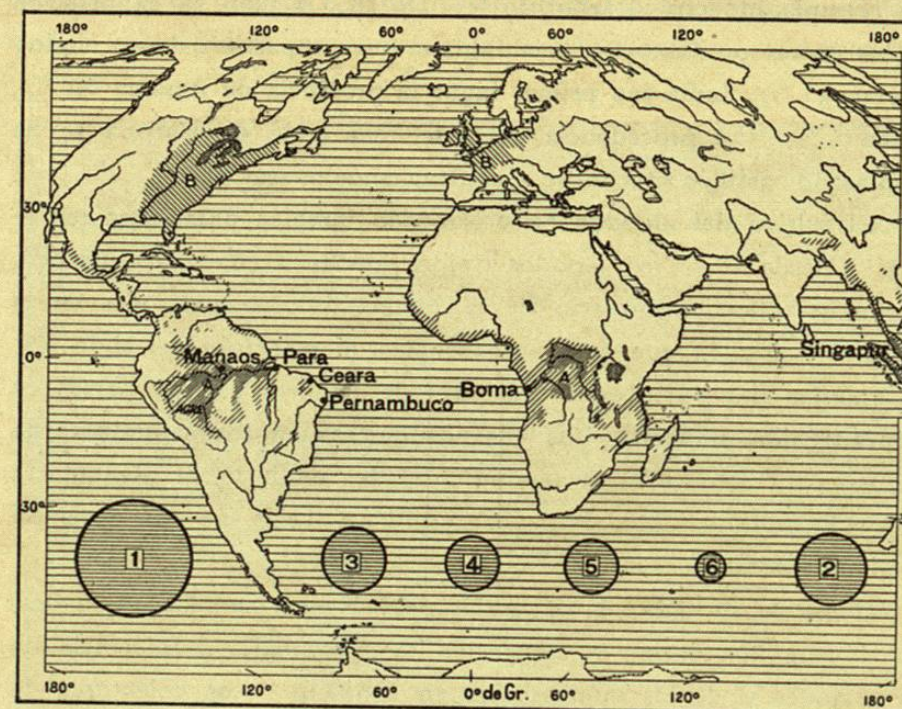 180° 120° 60° 0° 60° 120° 180°
B
B
30°
0°
Manaos Para
Ceara
Pernambuco
A
ACRE
Boma
A
Singapur
30°
1 3 4 5 6 2
180° 120° 60° 0° de Gr. 60° 120° 180°